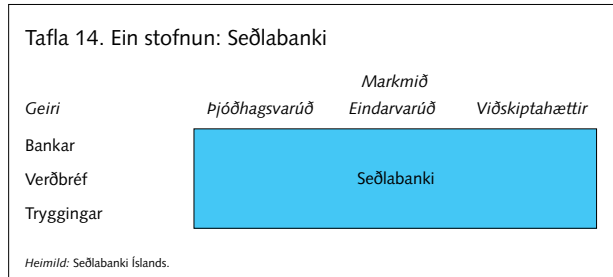 Tafla 14. Ein stofnun: Seðlabanki
Markmið
Geiri Þjóðhagsvarúð Eindarvarúð Viðskiptahættir
Bankar
Verðbréf Seðlabanki
Tryggingar
Heimild: Seðlabanki Íslands.